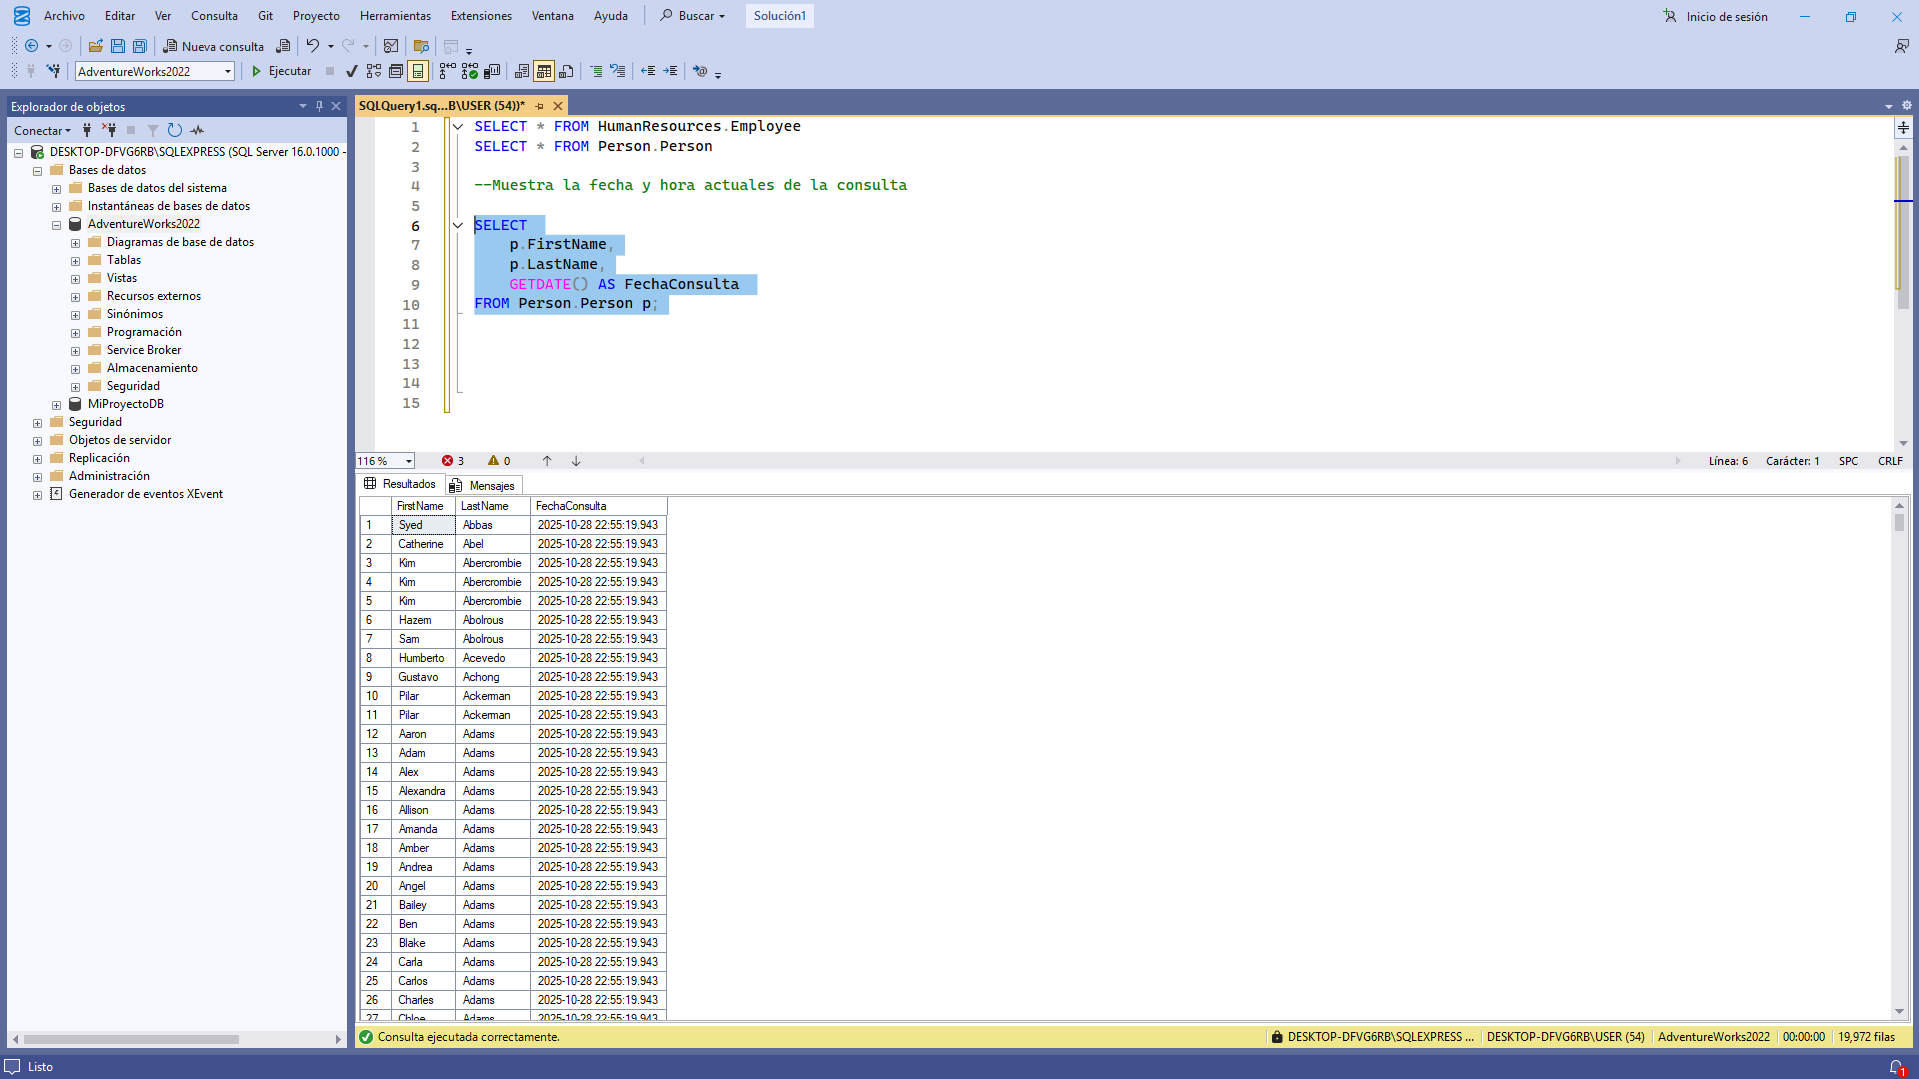 Archivo Editar Ver Consulta Git Proyecto Herramientas Extensiones Ventana Ayuda Buscar Solución1 Inicio de sesión
Nueva consulta
AdventureWorks2022 Ejecutar
Explorador de objetos
Conectar
DESKTOP-DFVG6RB\SQLEXPRESS (SQL Server 16.0.1000 -
Bases de datos
Bases de datos del sistema
Instantáneas de bases de datos
AdventureWorks2022
Diagramas de base de datos
Tablas
Vistas
Recursos externos
Sinónimos
Programación
Service Broker
Almacenamiento
Seguridad
MiProyectoDB
Seguridad
Objetos de servidor
Replicación
Administración
Generador de eventos XEvent
SQLQuery1.sq...B\USER (54))*
1 SELECT * FROM HumanResources.Employee
2 SELECT * FROM Person.Person
3
4 --Muestra la fecha y hora actuales de la consulta
5
6 SELECT
7 p.FirstName,
8 p.LastName,
9 GETDATE() AS FechaConsulta
10 FROM Person.Person p;
11
12
13
14
15
116 % 3 0 Línea: 6 Carácter: 1 SPC CRLF
Resultados Mensajes
FirstName LastName FechaConsulta
1 Syed Abbas 2025-10-28 22:55:19.943
2 Catherine Abel 2025-10-28 22:55:19.943
3 Kim Abercrombie 2025-10-28 22:55:19.943
4 Kim Abercrombie 2025-10-28 22:55:19.943
5 Kim Abercrombie 2025-10-28 22:55:19.943
6 Hazem Abolrous 2025-10-28 22:55:19.943
7 Sam Abolrous 2025-10-28 22:55:19.943
8 Humberto Acevedo 2025-10-28 22:55:19.943
9 Gustavo Achong 2025-10-28 22:55:19.943
10 Pilar Ackerman 2025-10-28 22:55:19.943
11 Pilar Ackerman 2025-10-28 22:55:19.943
12 Aaron Adams 2025-10-28 22:55:19.943
13 Adam Adams 2025-10-28 22:55:19.943
14 Alex Adams 2025-10-28 22:55:19.943
15 Alexandra Adams 2025-10-28 22:55:19.943
16 Allison Adams 2025-10-28 22:55:19.943
17 Amanda Adams 2025-10-28 22:55:19.943
18 Amber Adams 2025-10-28 22:55:19.943
19 Andrea Adams 2025-10-28 22:55:19.943
20 Angel Adams 2025-10-28 22:55:19.943
21 Bailey Adams 2025-10-28 22:55:19.943
22 Ben Adams 2025-10-28 22:55:19.943
23 Blake Adams 2025-10-28 22:55:19.943
24 Carla Adams 2025-10-28 22:55:19.943
25 Carlos Adams 2025-10-28 22:55:19.943
26 Charles Adams 2025-10-28 22:55:19.943
27 Chloe Adams 2025-10-28 22:55:19.943
Consulta ejecutada correctamente. DESKTOP-DFVG6RB\SQLEXPRESS ... DESKTOP-DFVG6RB\USER (54) AdventureWorks2022 00:00:00 19,972 filas
Listo 1